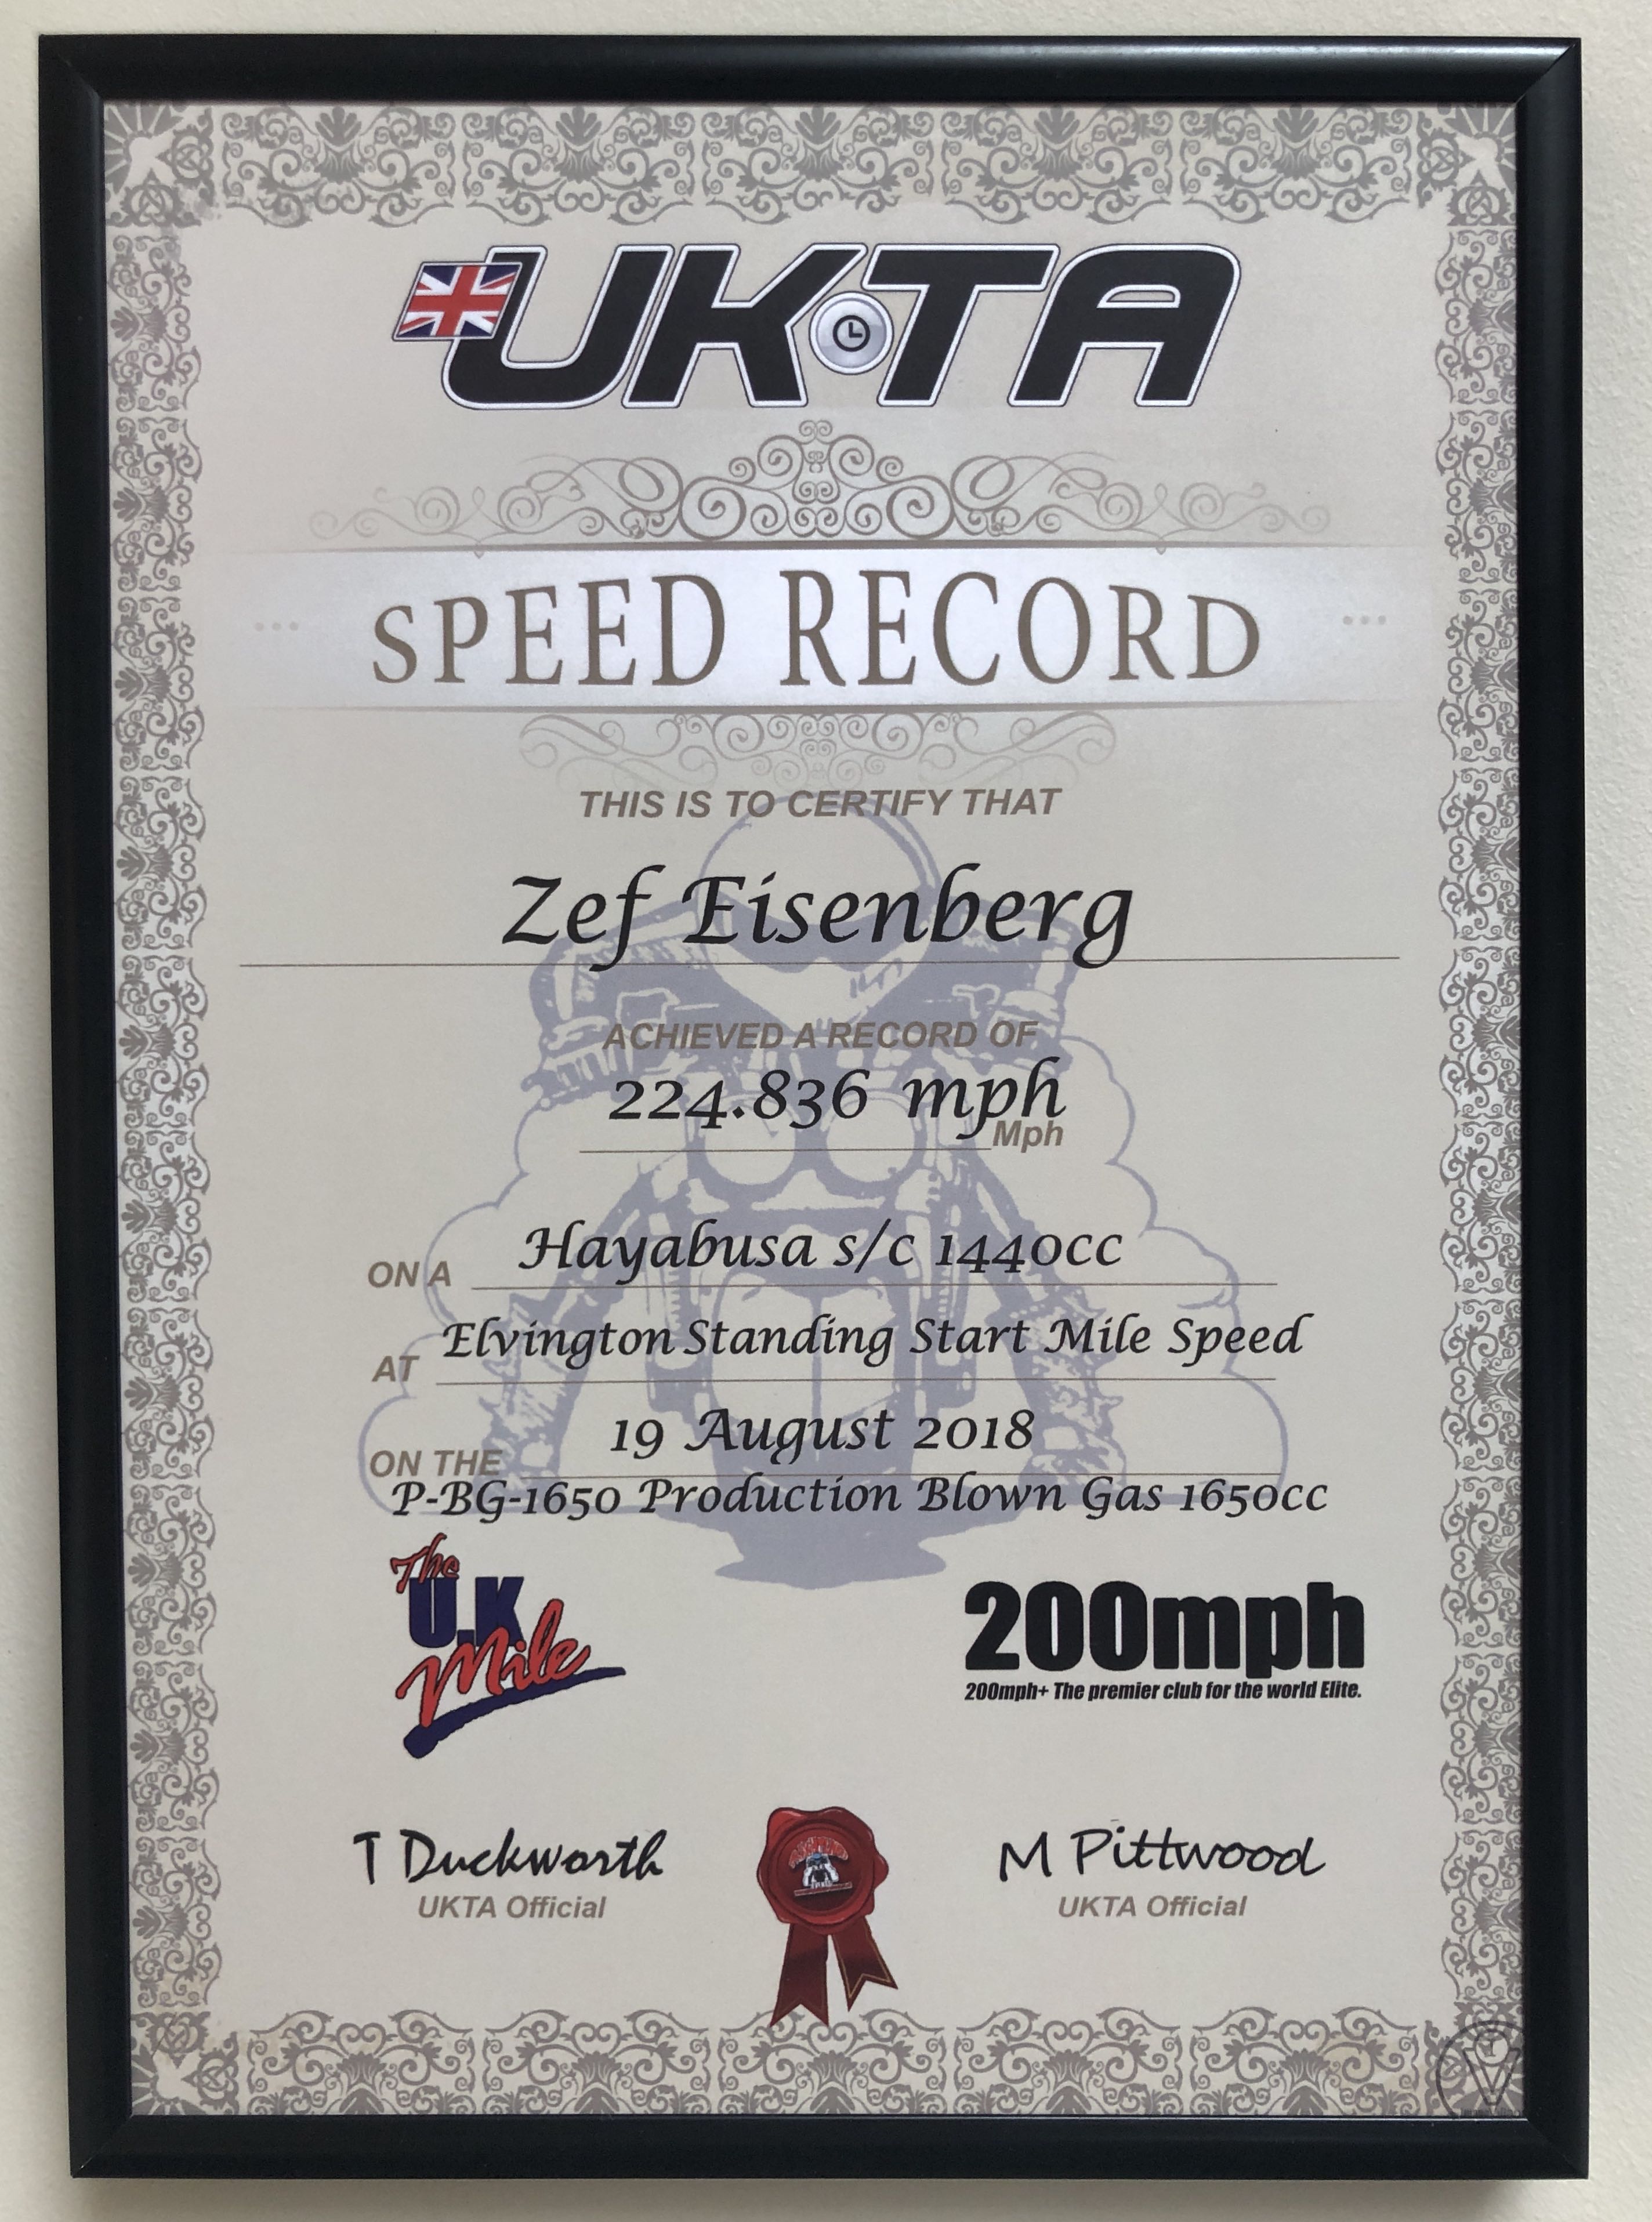 UKTA
SPEED RECORD
THIS IS TO CERTIFY THAT
Zef Eisenberg
ACHIEVED A RECORD OF
224.836 mph
Mph
ON A Hayabusa s/c 1440cc
AT Elvington Standing Start Mile Speed
ON THE 19 August 2018
P-BG-1650 Production Blown Gas 1650cc
The
U.K
Mile
200mph
200mph+ The premier club for the world Elite.
T Duckworth
UKTA Official
M Pittwood
UKTA Official